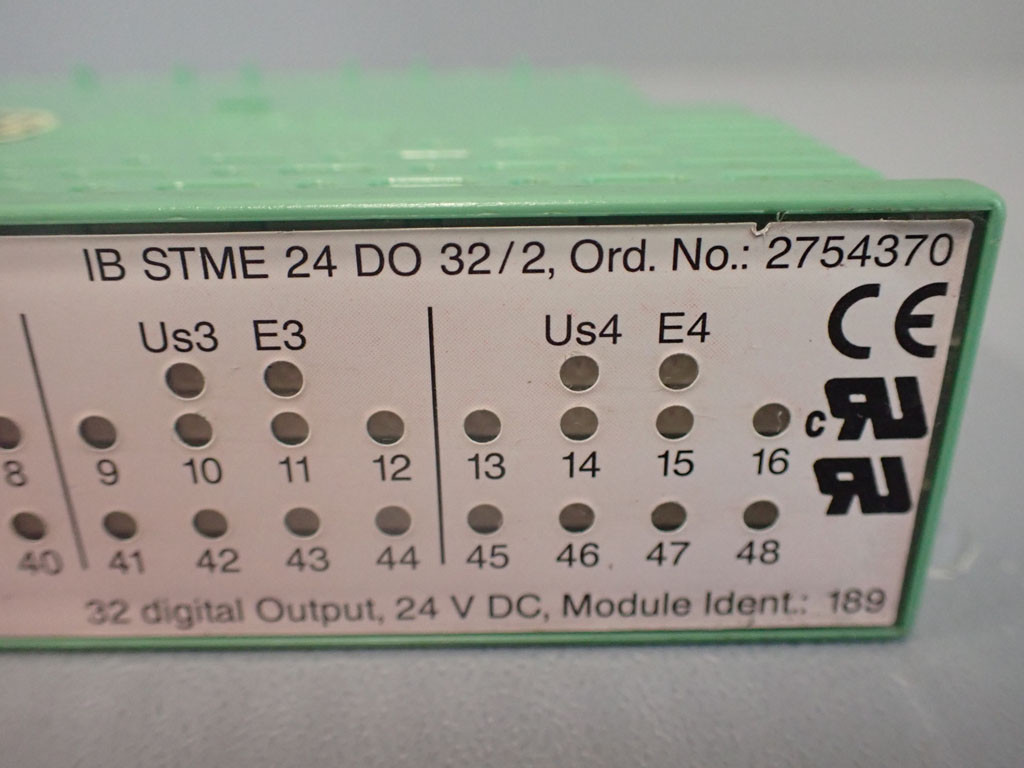 IB STME 24 DO 32/2, Ord. No.: 2754370
Us3 E3 Us4 E4
CE
8 9 10 11 12 13 14 15 16 c RU
RU
40 41 42 43 44 45 46 47 48
32 digital Output, 24 V DC, Module Ident.: 189